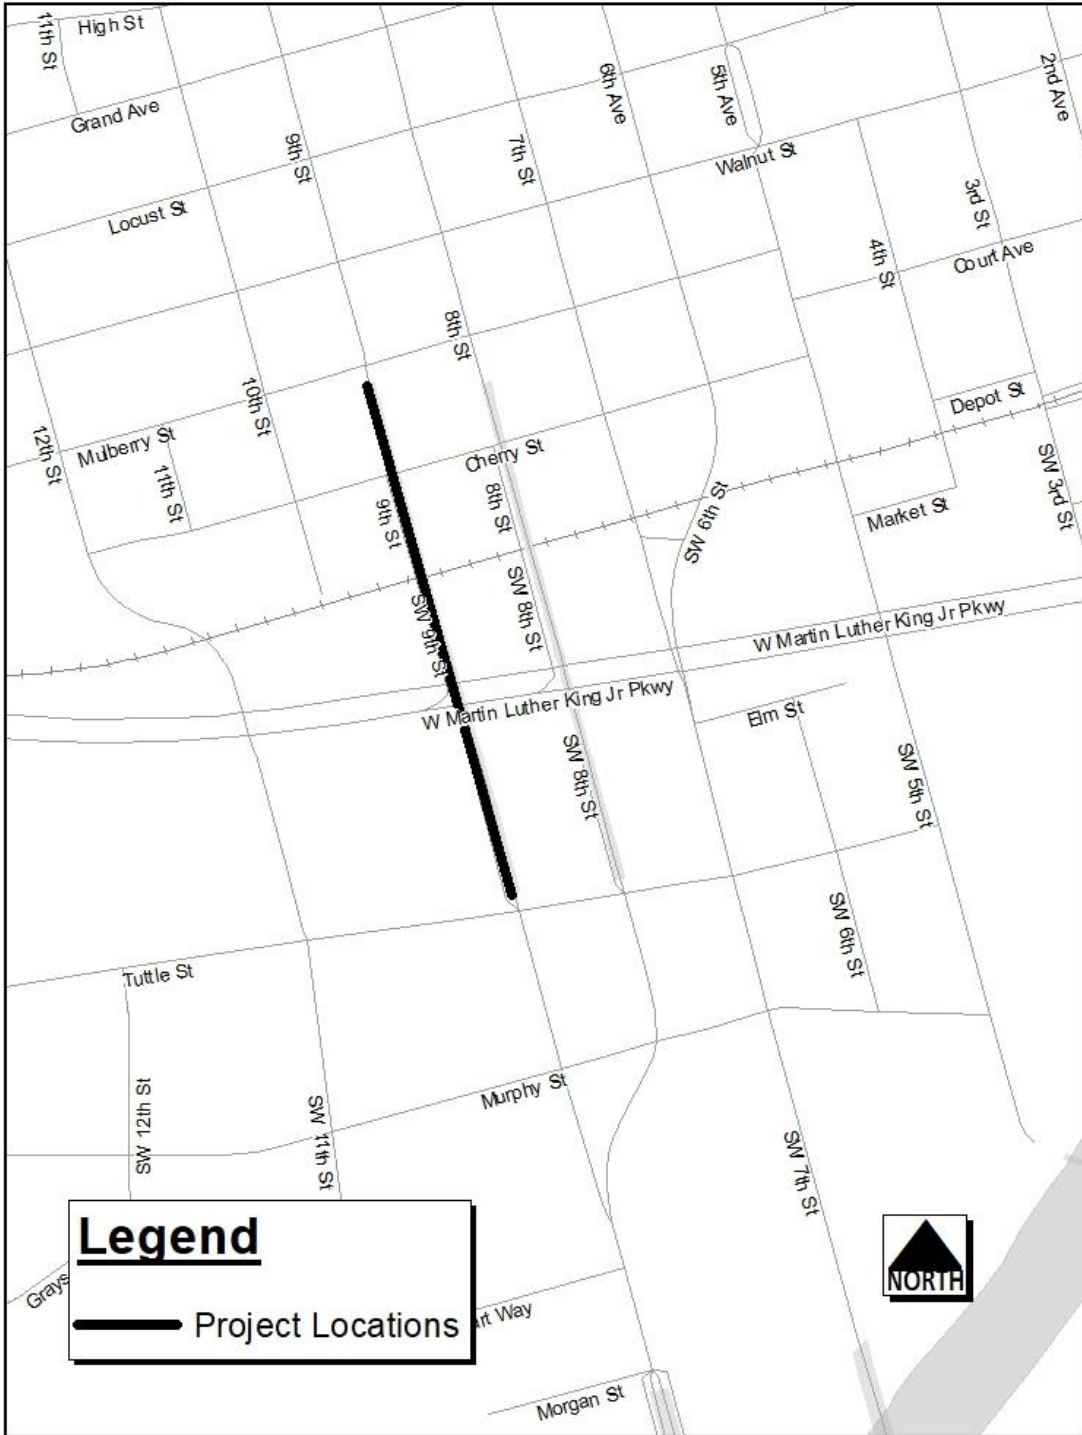 High St
11th St
Grand Ave
9th St
7th St
6th Ave
5th Ave
2nd Ave
Walnut St
Locust St
3rd St
4th St
Court Ave
8th St
10th St
12th St
Mulberry St
11th St
Cherry St
Depot St
9th St
8th St
SW 6th St
Market St
SW 3rd St
SW 9th St
SW 8th St
W Martin Luther King Jr Pkwy
W Martin Luther King Jr Pkwy
Elm St
SW 8th St
SW 5th St
SW 6th St
Tuttle St
Murphy St
SW 12th St
SW 11th St
SW 7th St
Legend
Project Locations
Grays
art Way
Morgan St
NORTH